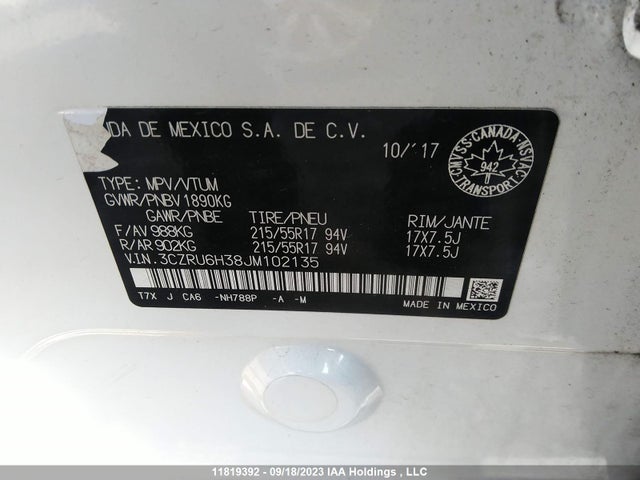 DA DE MEXICO S.A. DE C.V.
10/'17
CMVSS·CANADA·NSVAC
942
TRANSPORT
TYPE: MPV/VTUM
GVWR/PNBV 1890KG
GAWR/PNBE TIRE/PNEU RIM/JANTE
F/AV 988KG 215/55R17 94V 17X7.5J
R/AR 902KG 215/55R17 94V 17X7.5J
V.I.N. 3CZRU6H38JM102135
T7X J CA6 -NH788P -A -M
MADE IN MEXICO
11819392 - 09/18/2023 IAA Holdings , LLC